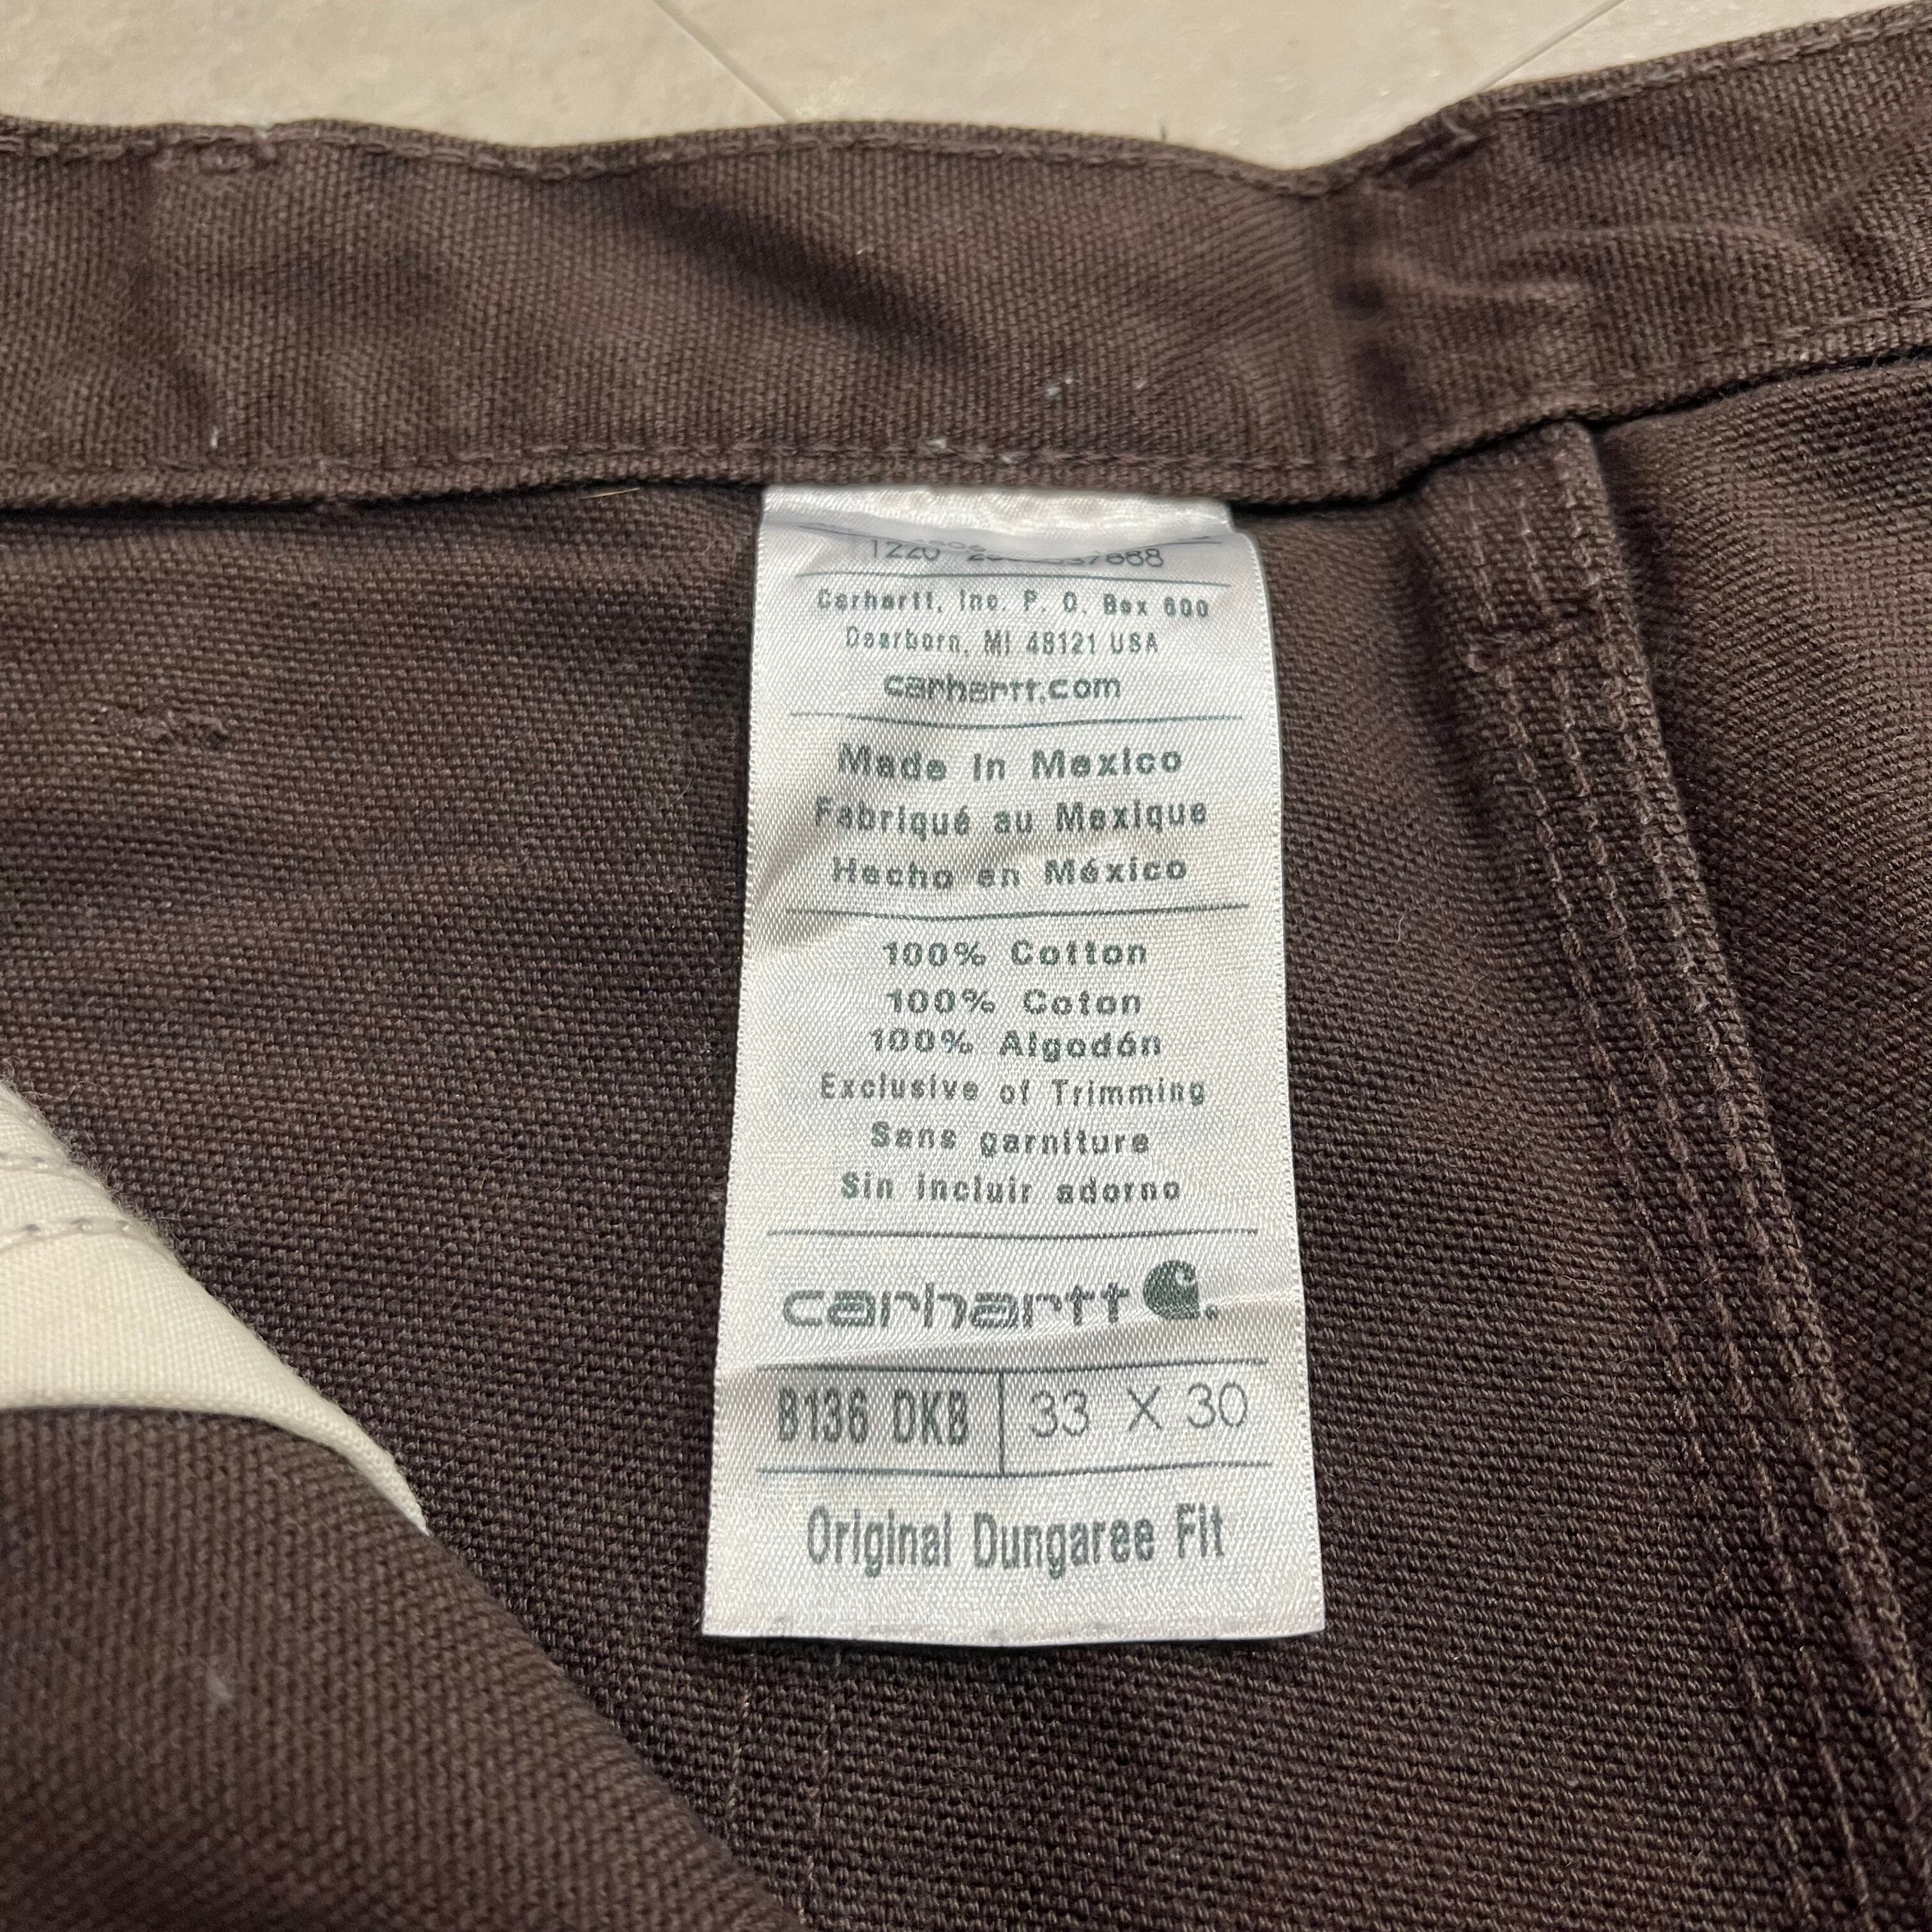 1220
Carhartt, Inc. P. O. Box 600
Dearborn, MI 48121 USA
carhartt.com
Made in Mexico
Fabriqué au Mexique
Hecho en México
100% Cotton
100% Coton
100% Algodón
Exclusive of Trimming
Sans garniture
Sin incluir adorno
carhartt
B136 DKB 33 X 30
Original Dungaree Fit